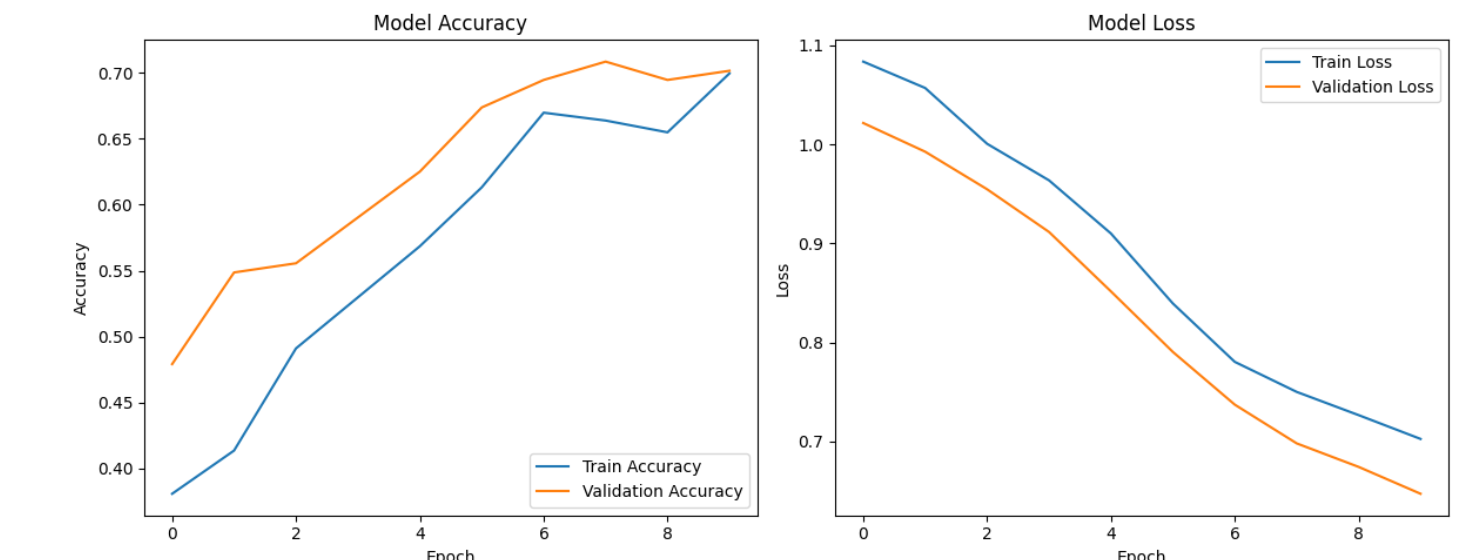 Model Accuracy
Accuracy
0.70
0.65
0.60
0.55
0.50
0.45
0.40
0 2 4 6 8
Epoch
Train Accuracy
Validation Accuracy
Model Loss
Loss
1.1
1.0
0.9
0.8
0.7
0 2 4 6 8
Epoch
Train Loss
Validation Loss